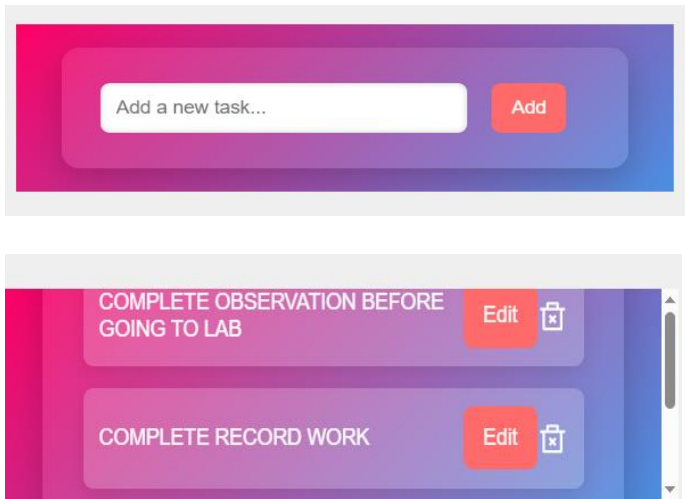 Add a new task...
Add
COMPLETE OBSERVATION BEFORE
GOING TO LAB
Edit
COMPLETE RECORD WORK
Edit